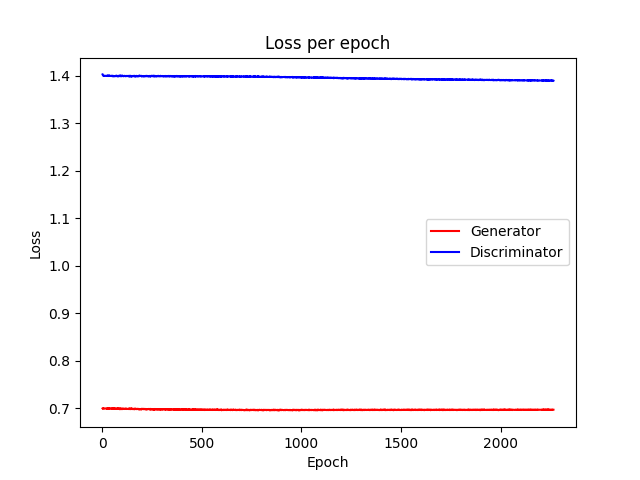 Loss per epoch
1.4
1.3
1.2
1.1
1.0
0.9
0.8
0.7
Loss
Generator
Discriminator
0 500 1000 1500 2000
Epoch